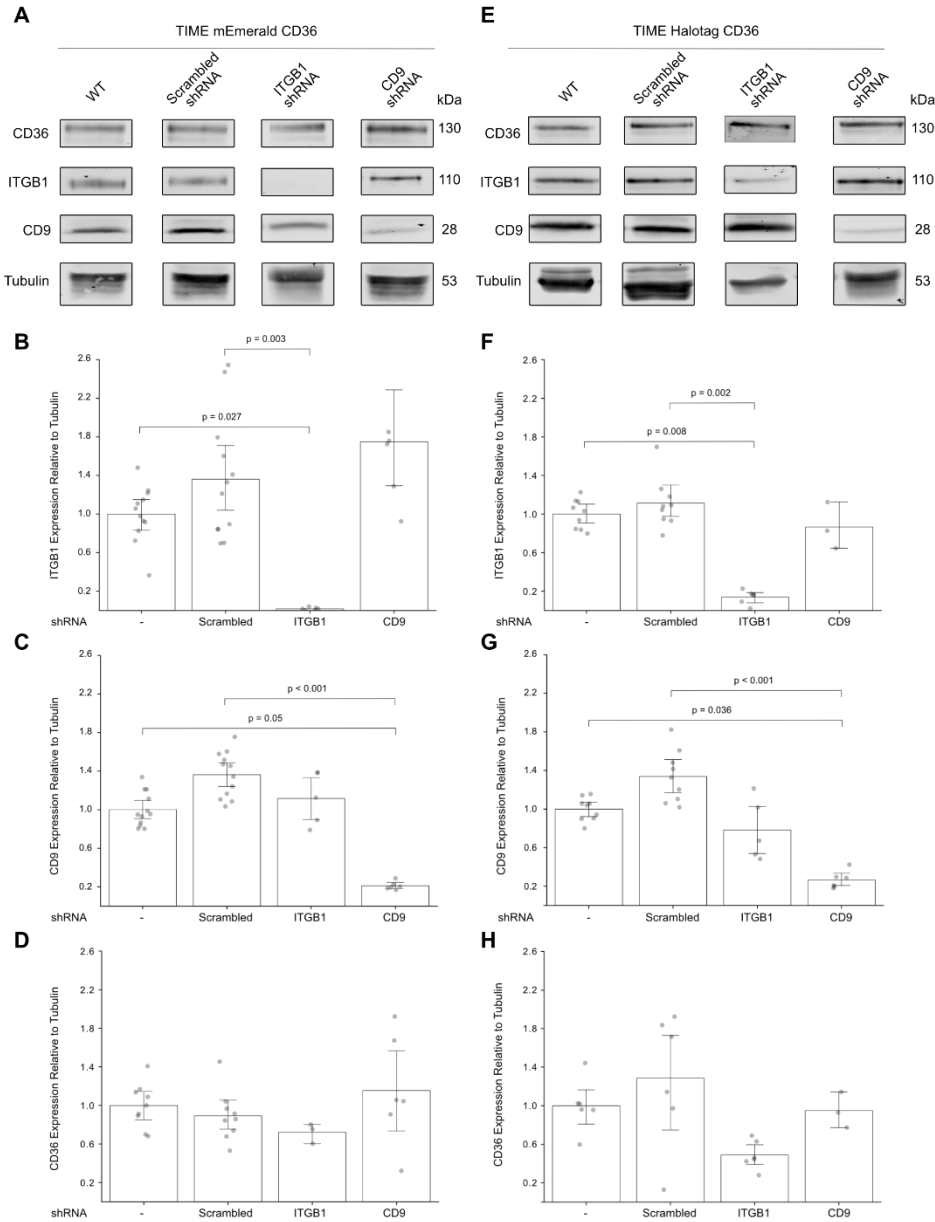 A
TIME mEmerald CD36
WT
Scrambled shRNA
ITGB1 shRNA
CD9 shRNA
kDa
CD36
130
ITGB1
110
CD9
28
Tubulin
53
E
TIME Halotag CD36
WT
Scrambled shRNA
ITGB1 shRNA
CD9 shRNA
kDa
CD36
130
ITGB1
110
CD9
28
Tubulin
53
B
ITGB1 Expression Relative to Tubulin
2.6
2.2
1.8
1.4
1.0
0.6
0.2
p = 0.003
p = 0.027
shRNA - Scrambled ITGB1 CD9
F
ITGB1 Expression Relative to Tubulin
2.6
2.2
1.8
1.4
1.0
0.6
0.2
p = 0.002
p = 0.008
shRNA - Scrambled ITGB1 CD9
C
CD9 Expression Relative to Tubulin
2.6
2.2
1.8
1.4
1.0
0.6
0.2
p < 0.001
p = 0.05
shRNA - Scrambled ITGB1 CD9
G
CD9 Expression Relative to Tubulin
2.6
2.2
1.8
1.4
1.0
0.6
0.2
p < 0.001
p = 0.036
shRNA - Scrambled ITGB1 CD9
D
CD36 Expression Relative to Tubulin
2.6
2.2
1.8
1.4
1.0
0.6
0.2
shRNA - Scrambled ITGB1 CD9
H
CD36 Expression Relative to Tubulin
2.6
2.2
1.8
1.4
1.0
0.6
0.2
shRNA - Scrambled ITGB1 CD9